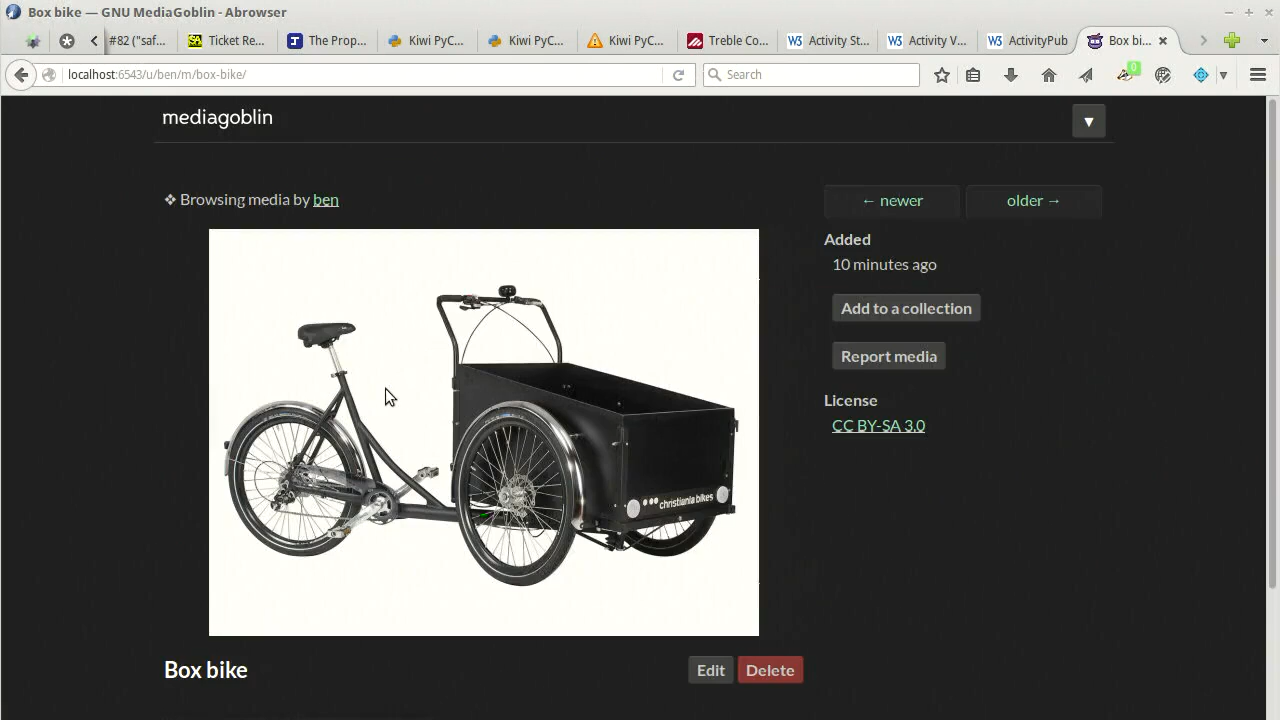 Box bike — GNU MediaGoblin - Abrowser
#82 ("saf...
Ticket Re...
The Prop...
Kiwi PyC...
Kiwi PyC...
Kiwi PyC...
Treble Co...
Activity St...
Activity V...
ActivityPub
Box bi...
localhost:6543/u/ben/m/box-bike/
Search
0
mediagoblin
▼
❖ Browsing media by ben
← newer
older →
Added
10 minutes ago
Add to a collection
Report media
License
CC BY-SA 3.0
christiania bikes
Box bike
Edit
Delete